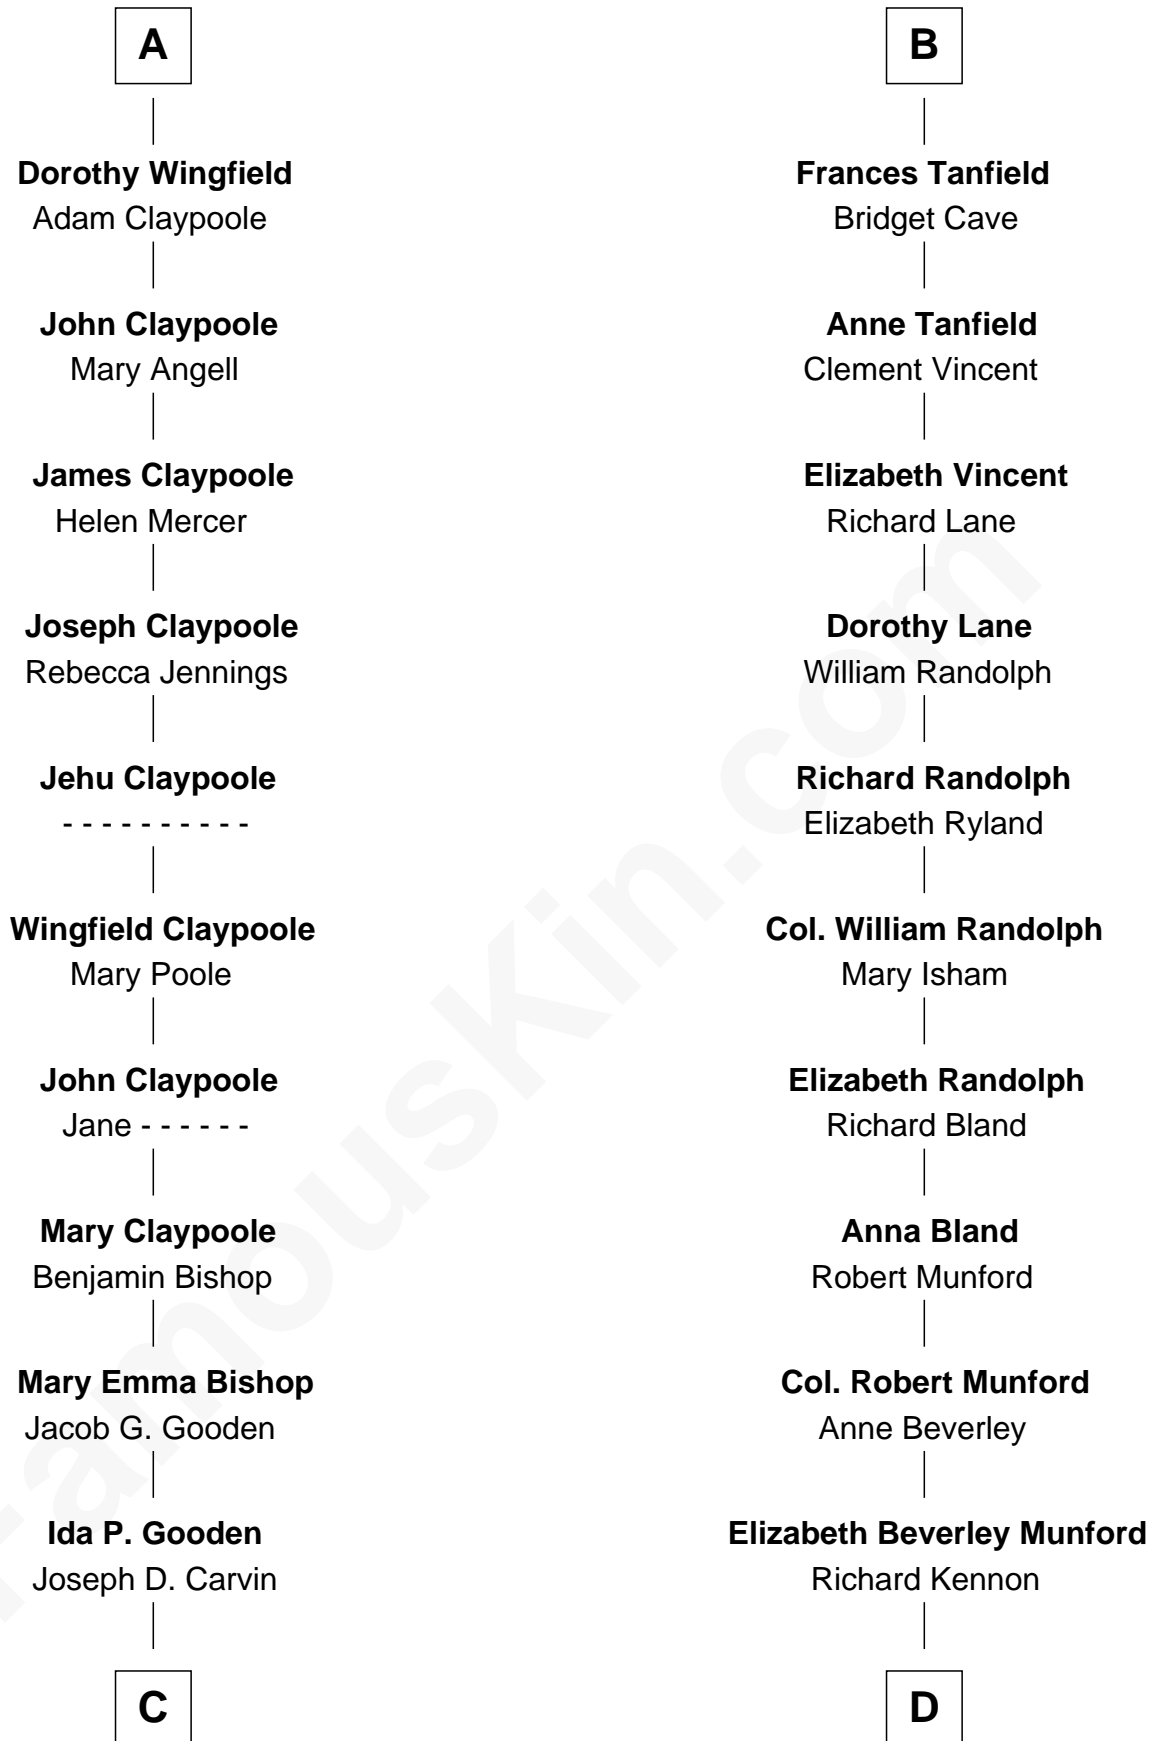 A
Dorothy Wingfield
Adam Claypoole
John Claypoole
Mary Angell
James Claypoole
Helen Mercer
Joseph Claypoole
Rebecca Jennings
Jehu Claypoole
- - - - - - - - - -
Wingfield Claypoole
Mary Poole
John Claypoole
Jane - - - - - -
Mary Claypoole
Benjamin Bishop
Mary Emma Bishop
Jacob G. Gooden
Ida P. Gooden
Joseph D. Carvin
C
B
Frances Tanfield
Bridget Cave
Anne Tanfield
Clement Vincent
Elizabeth Vincent
Richard Lane
Dorothy Lane
William Randolph
Richard Randolph
Elizabeth Ryland
Col. William Randolph
Mary Isham
Elizabeth Randolph
Richard Bland
Anna Bland
Robert Munford
Col. Robert Munford
Anne Beverley
Elizabeth Beverley Munford
Richard Kennon
D
FamousKin.com